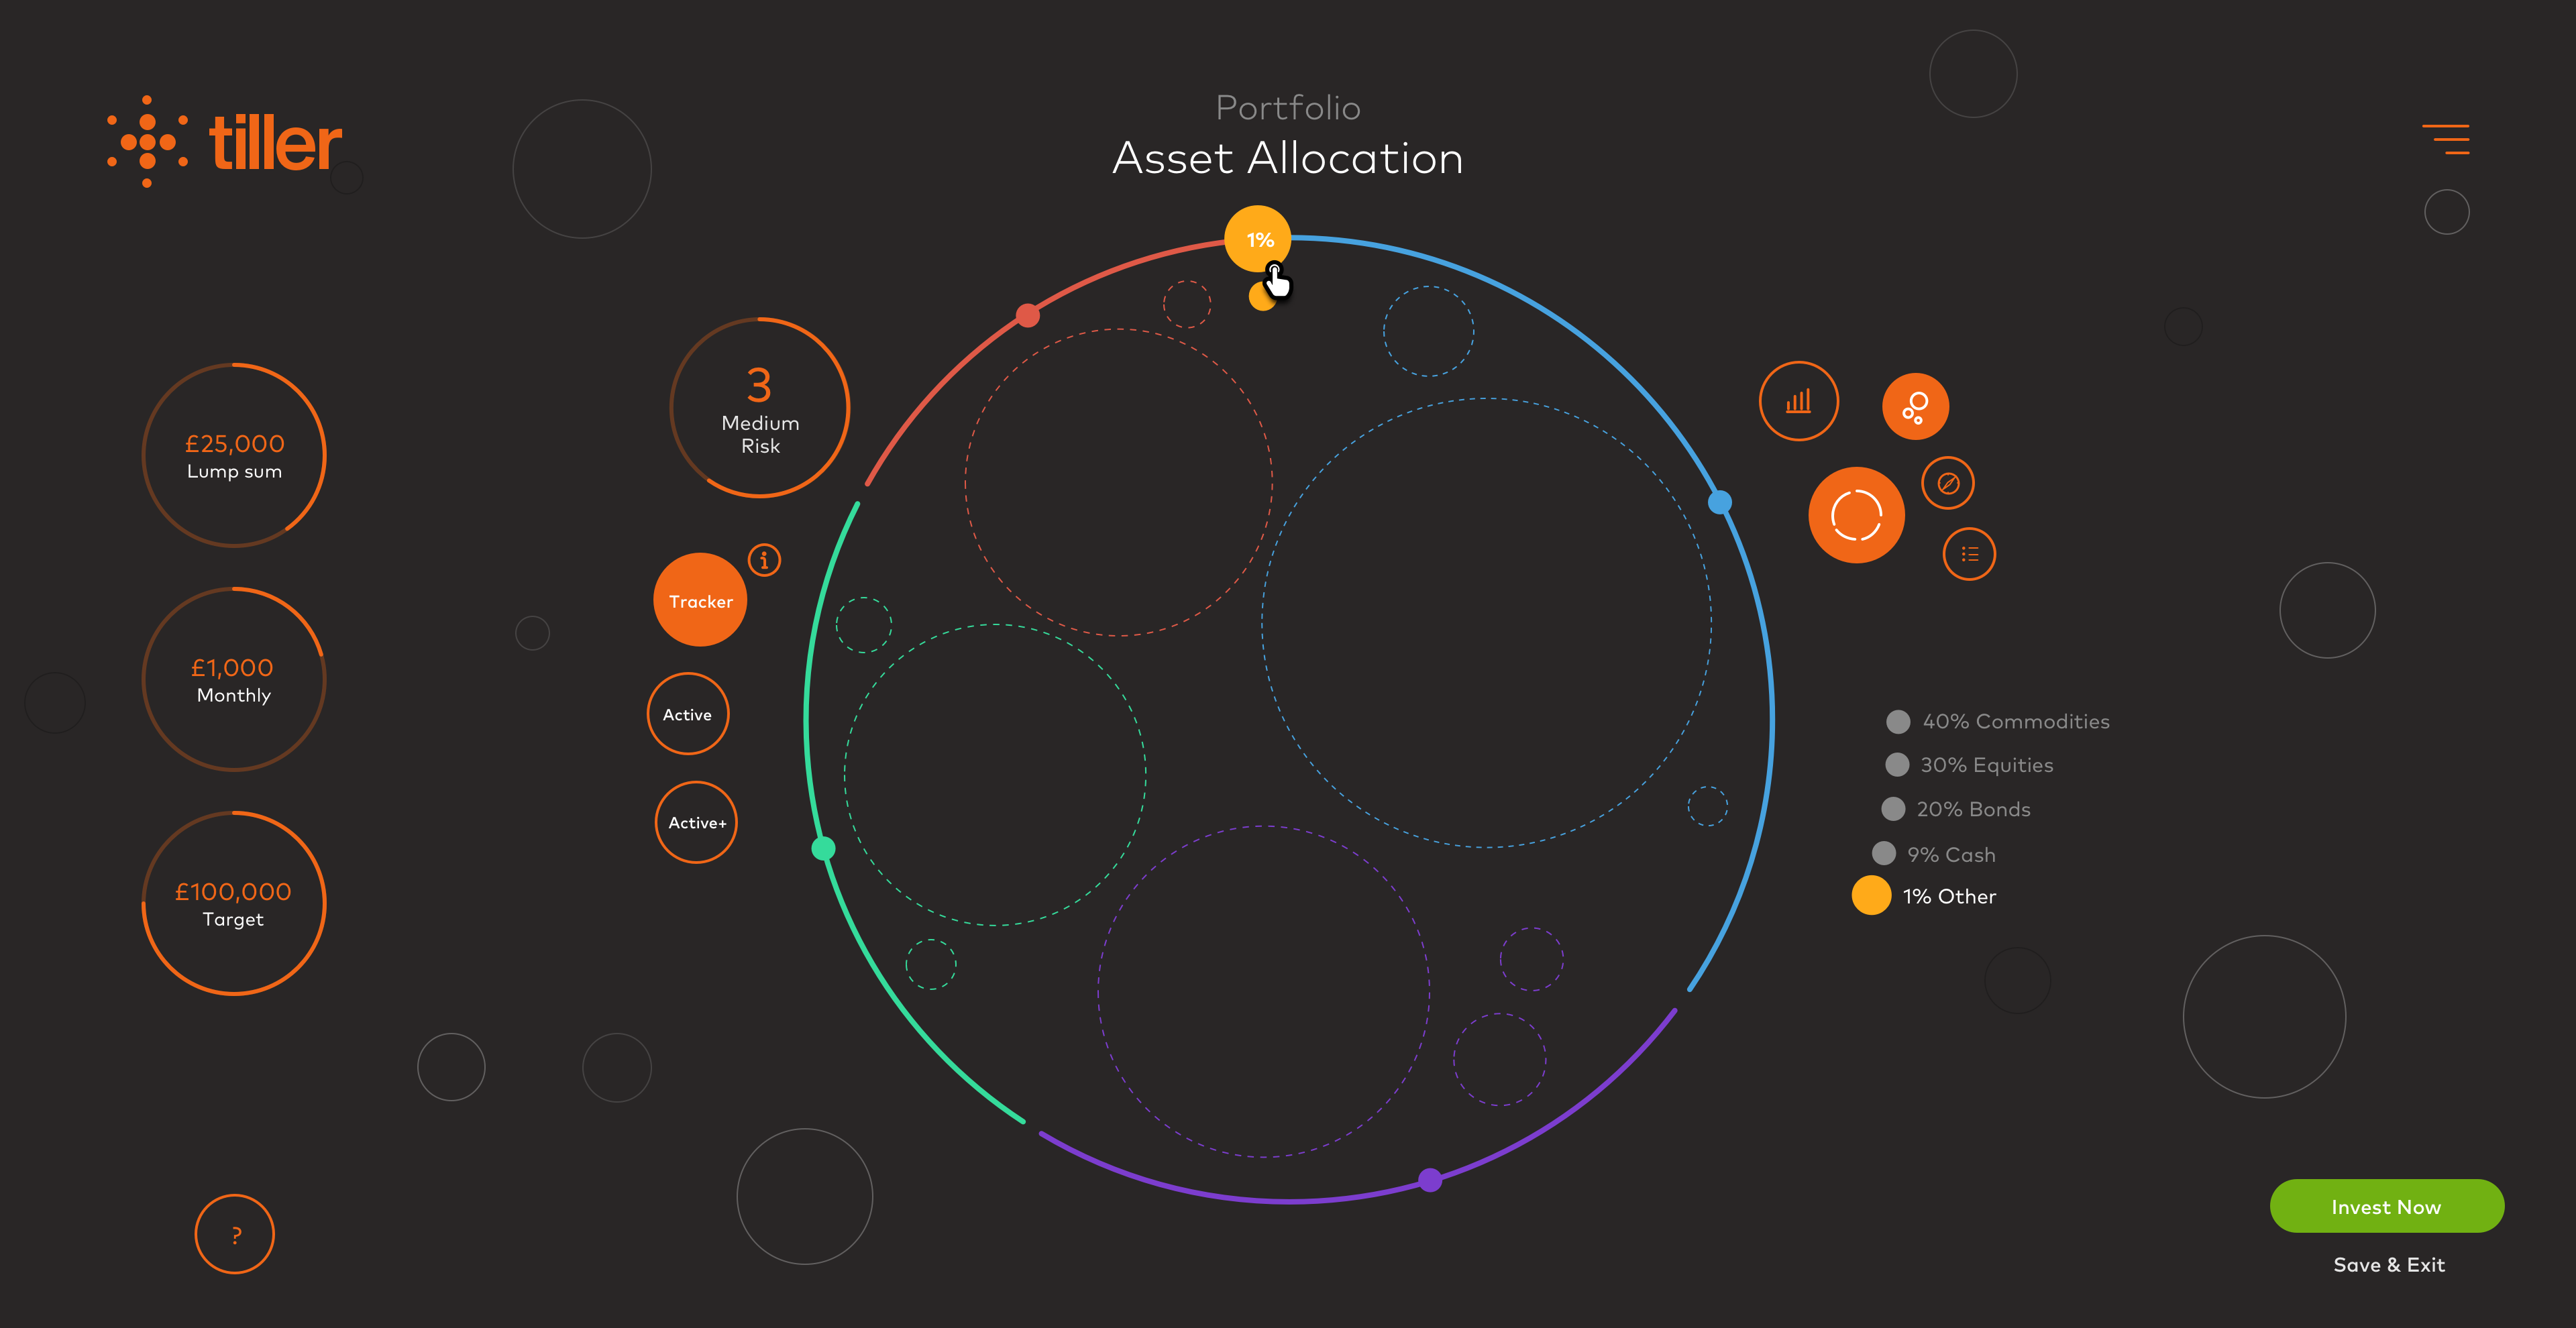 tiller
Portfolio
Asset Allocation
1%
£25,000
Lump sum
£1,000
Monthly
£100,000
Target
?
3
Medium
Risk
i
Tracker
Active
Active+
40% Commodities
30% Equities
20% Bonds
9% Cash
1% Other
Invest Now
Save & Exit